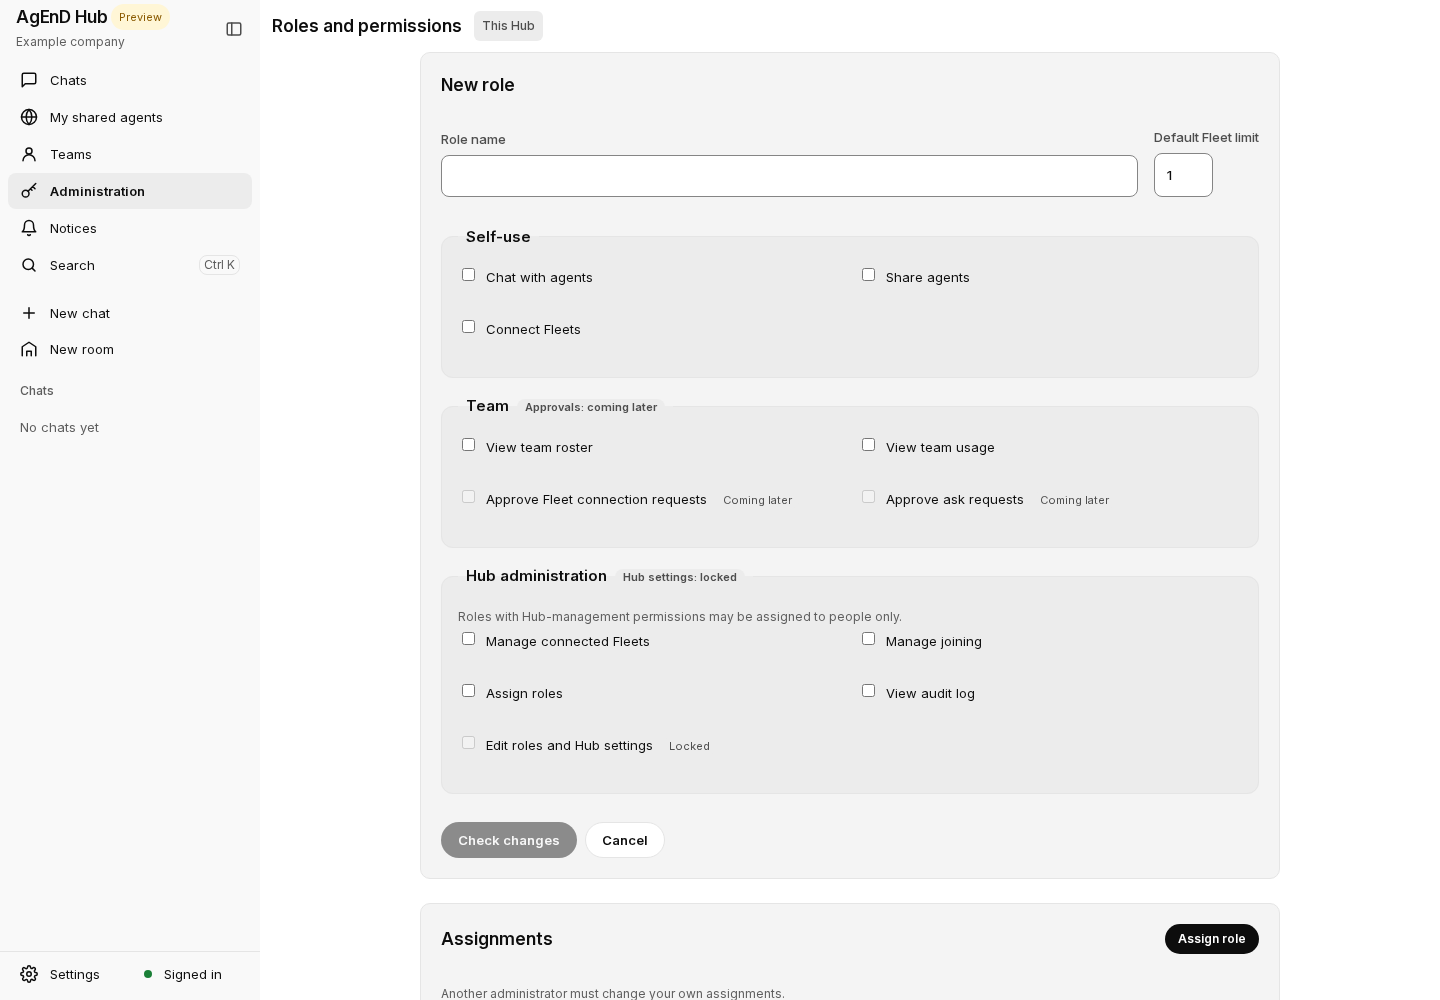 AgEnD Hub Preview
Example company
Chats
My shared agents
Teams
Administration
Notices
Search Ctrl K
New chat
New room
Chats
No chats yet
Settings Signed in
Roles and permissions This Hub
New role
Role name
Default Fleet limit
1
Self-use
Chat with agents Share agents
Connect Fleets
Team Approvals: coming later
View team roster View team usage
Approve Fleet connection requests Coming later Approve ask requests Coming later
Hub administration Hub settings: locked
Roles with Hub-management permissions may be assigned to people only.
Manage connected Fleets Manage joining
Assign roles View audit log
Edit roles and Hub settings Locked
Check changes Cancel
Assignments Assign role
Another administrator must change your own assignments.